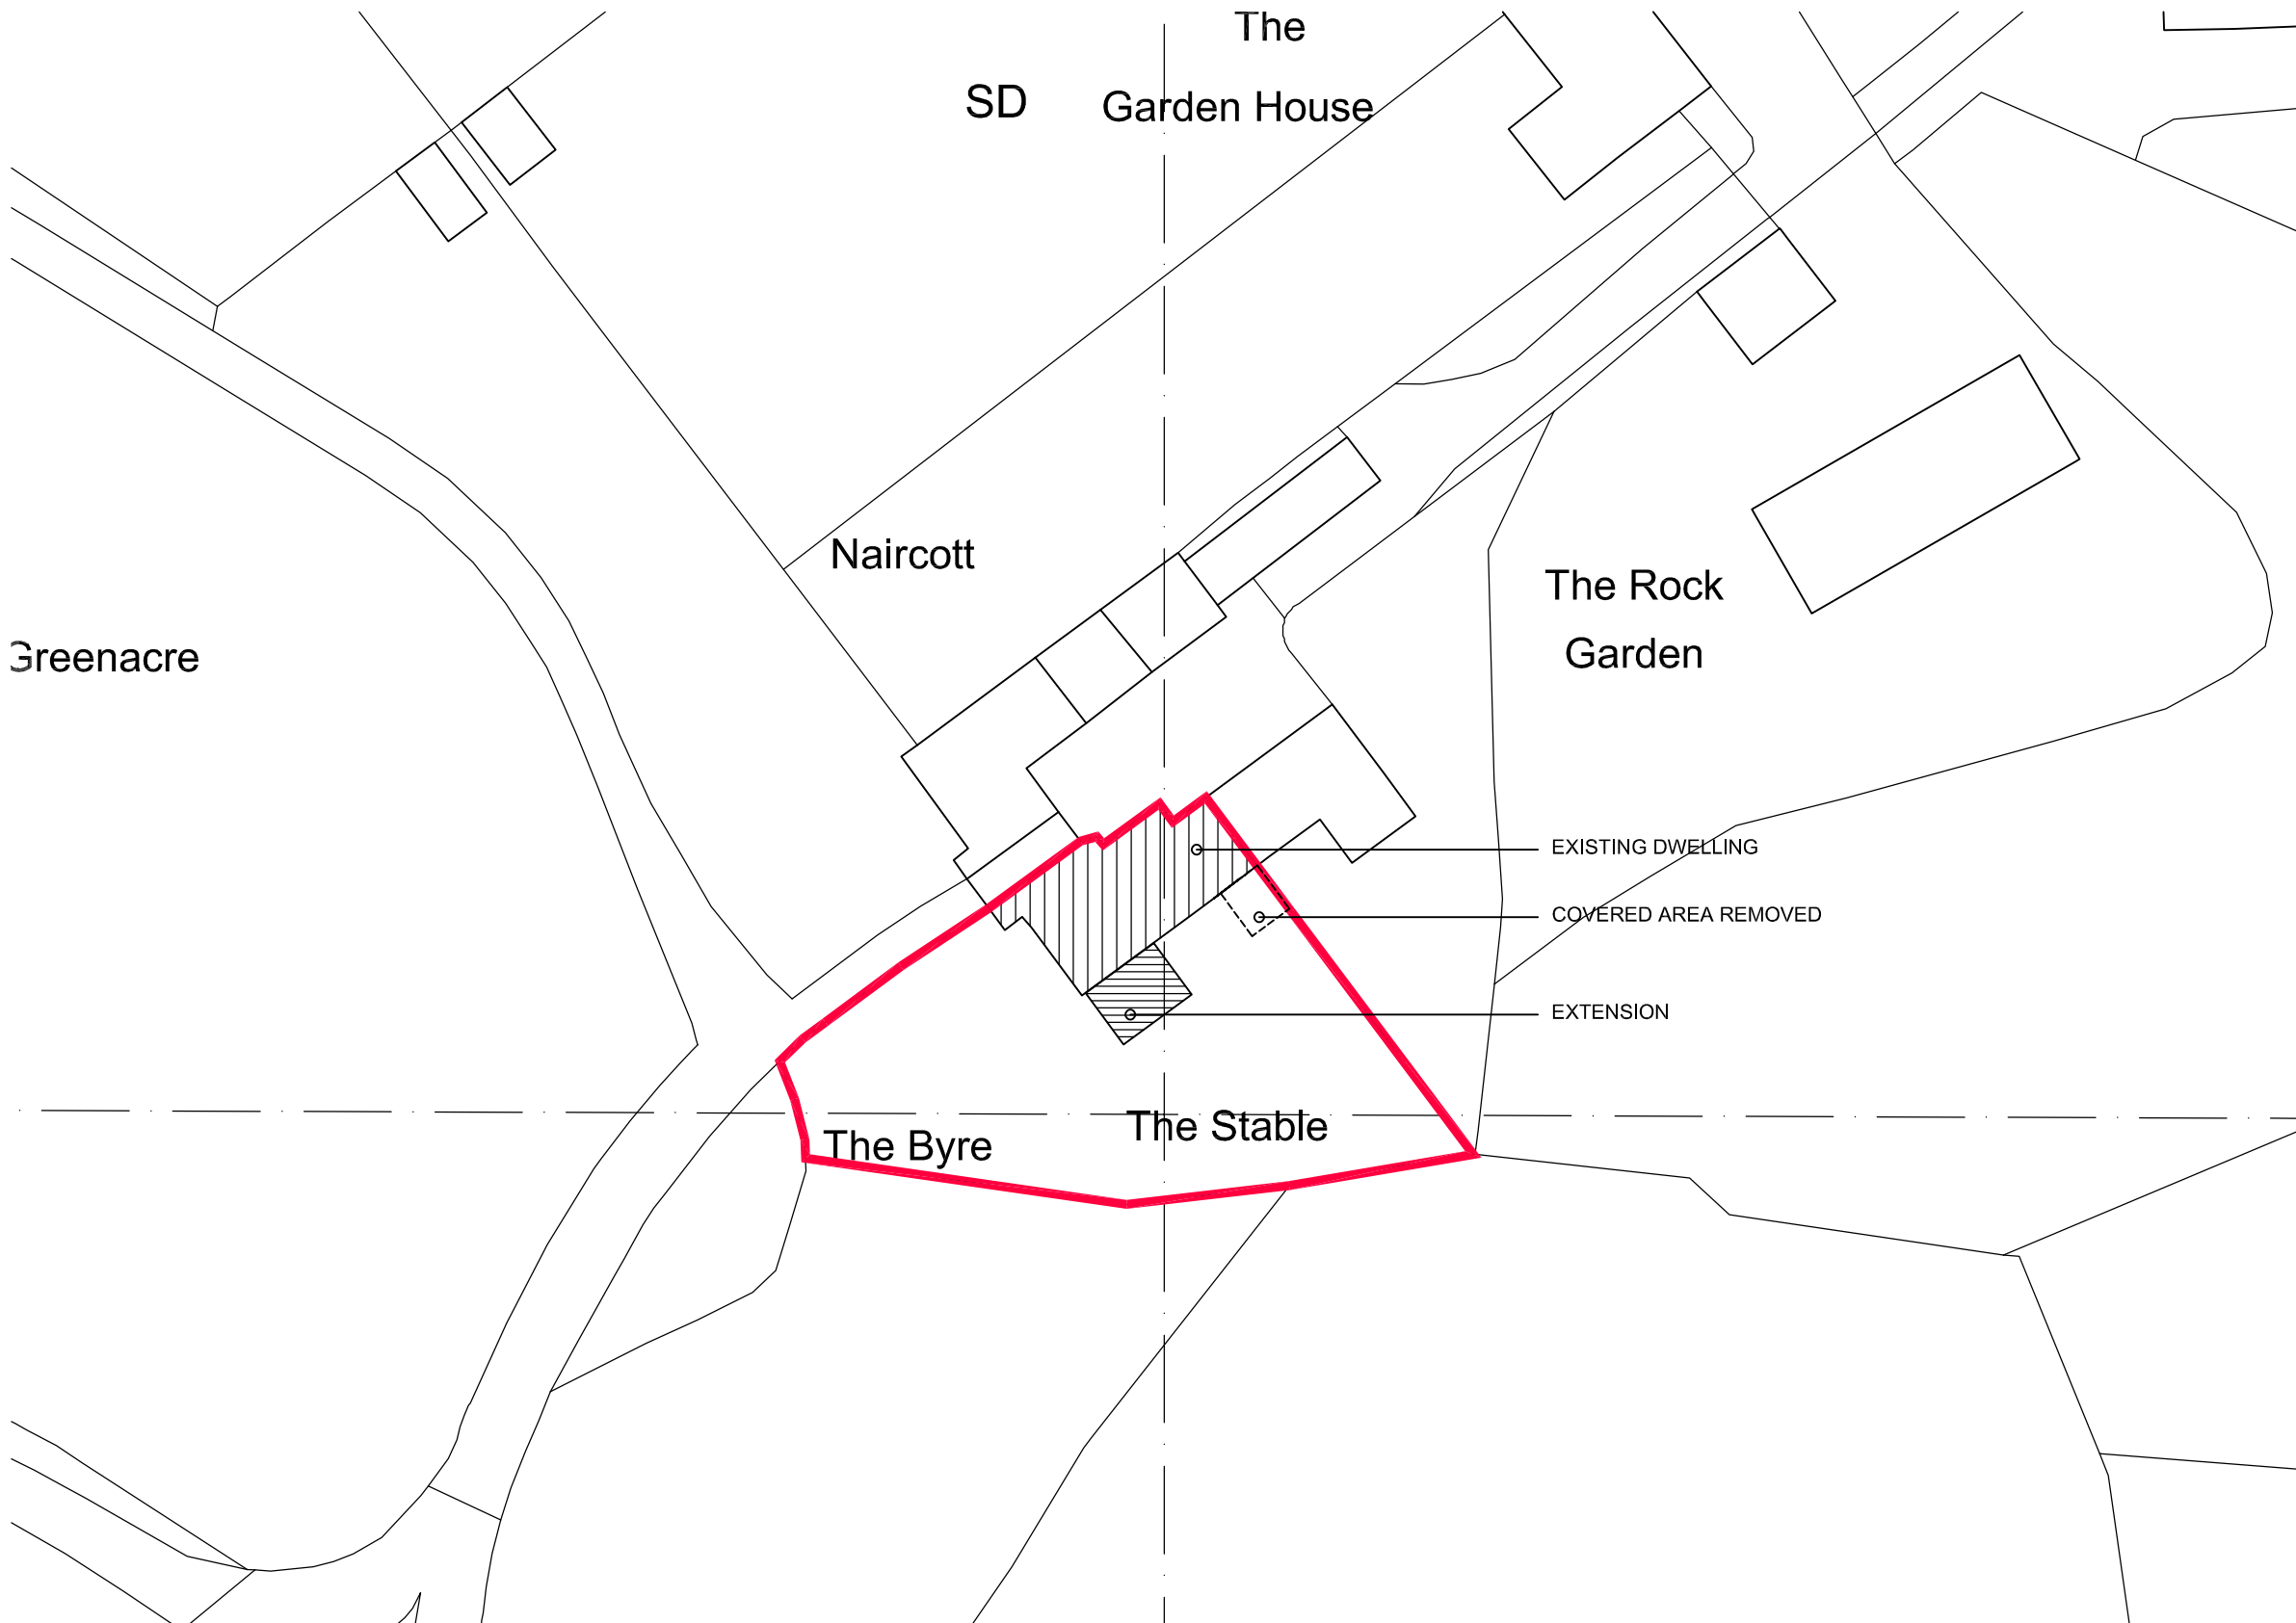 The
SD
Garden House
Naircott
The Rock
Garden
Greenacre
EXISTING DWELLING
COVERED AREA REMOVED
EXTENSION
The Stable
The Byre